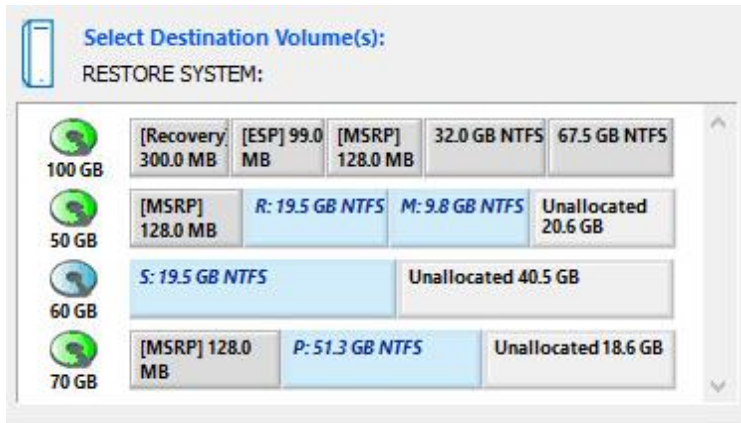 Select Destination Volume(s):
RESTORE SYSTEM:
[Recovery] [ESP] 99.0 [MSRP] 32.0 GB NTFS 67.5 GB NTFS
300.0 MB MB 128.0 MB
100 GB
[MSRP] R: 19.5 GB NTFS M: 9.8 GB NTFS Unallocated
128.0 MB 20.6 GB
50 GB
S: 19.5 GB NTFS Unallocated 40.5 GB
60 GB
[MSRP] 128.0 P: 51.3 GB NTFS Unallocated 18.6 GB
MB
70 GB